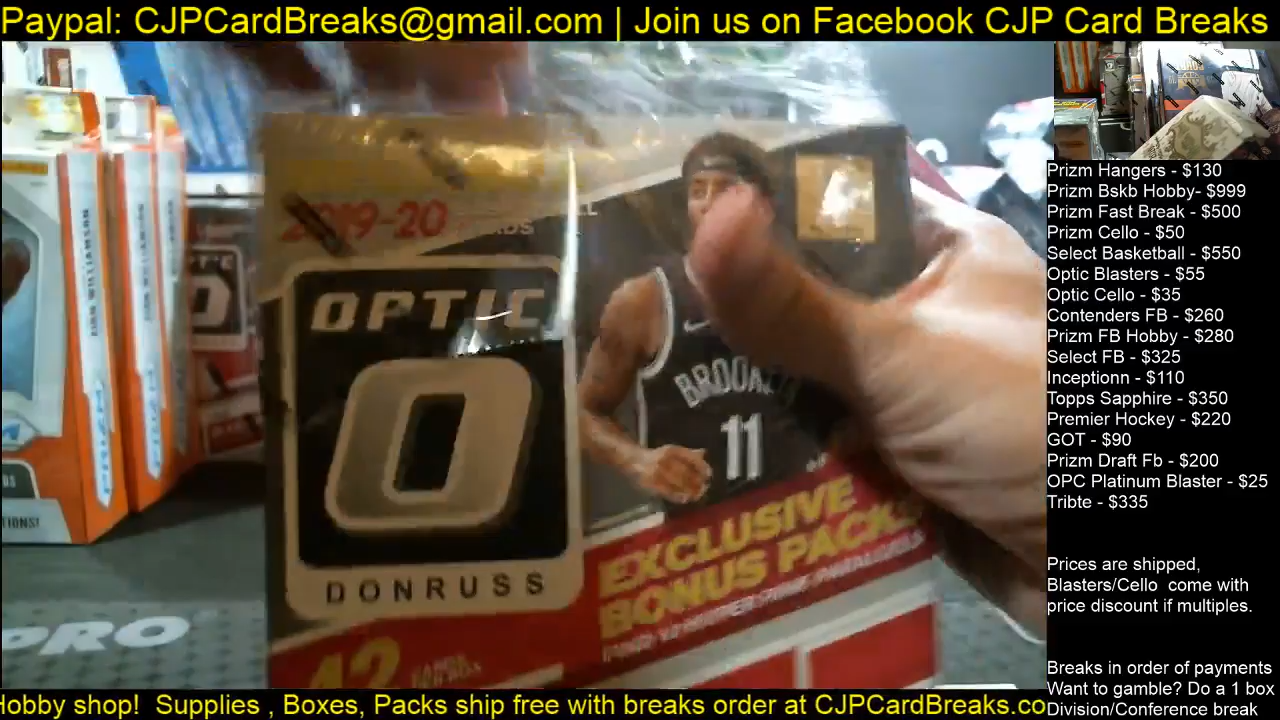 Paypal: CJPCardBreaks@gmail.com | Join us on Facebook CJP Card Breaks
2019-20
OPTIC
DONRUSS
BROOKLYN
11
EXCLUSIVE
BONUS PACK
42
PRO
Prizm Hangers - $130
Prizm Bskb Hobby- $999
Prizm Fast Break - $500
Prizm Cello - $50
Select Basketball - $550
Optic Blasters - $55
Optic Cello - $35
Contenders FB - $260
Prizm FB Hobby - $280
Select FB - $325
Inceptionn - $110
Topps Sapphire - $350
Premier Hockey - $220
GOT - $90
Prizm Draft Fb - $200
OPC Platinum Blaster - $25
Tribte - $335
Prices are shipped,
Blasters/Cello come with
price discount if multiples.
Breaks in order of payments
Want to gamble? Do a 1 box
Division/Conference break
Hobby shop! Supplies , Boxes, Packs ship free with breaks order at CJPCardBreaks.co